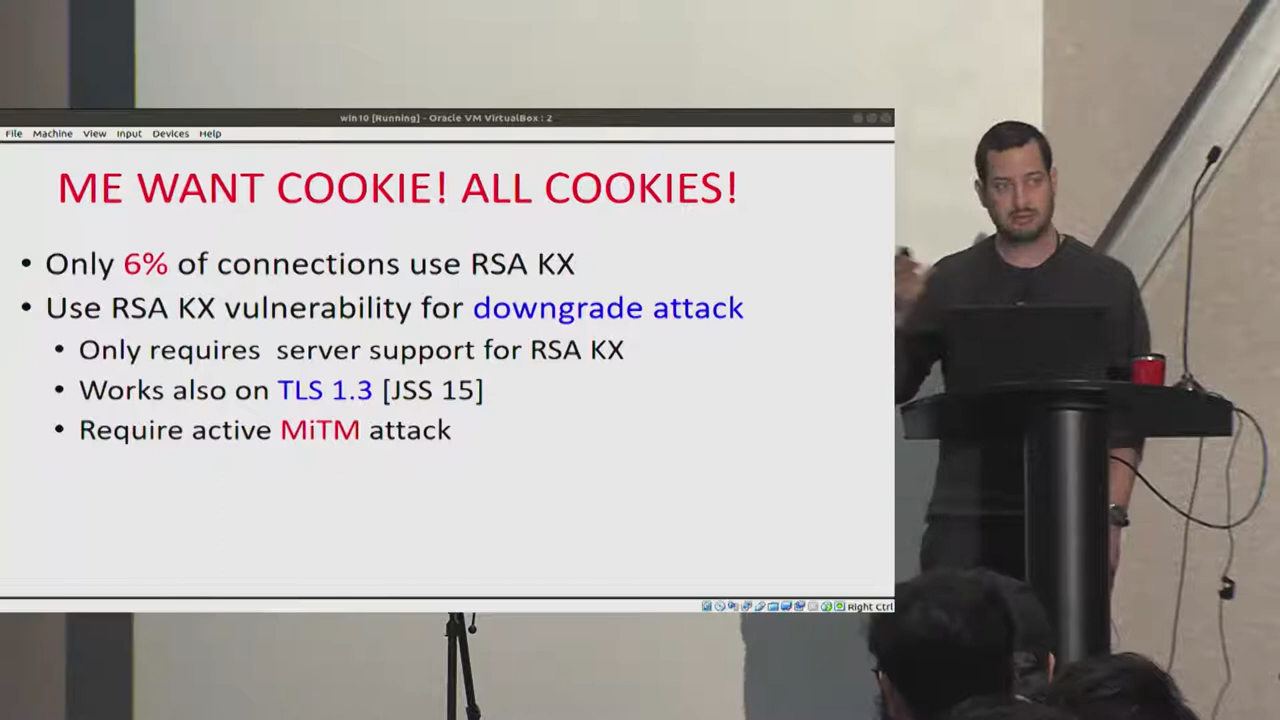 win10 [Running] - Oracle VM VirtualBox : 2
File Machine View Input Devices Help
ME WANT COOKIE! ALL COOKIES!
• Only 6% of connections use RSA KX
• Use RSA KX vulnerability for downgrade attack
• Only requires server support for RSA KX
• Works also on TLS 1.3 [JSS 15]
• Require active MiTM attack
Right Ctrl